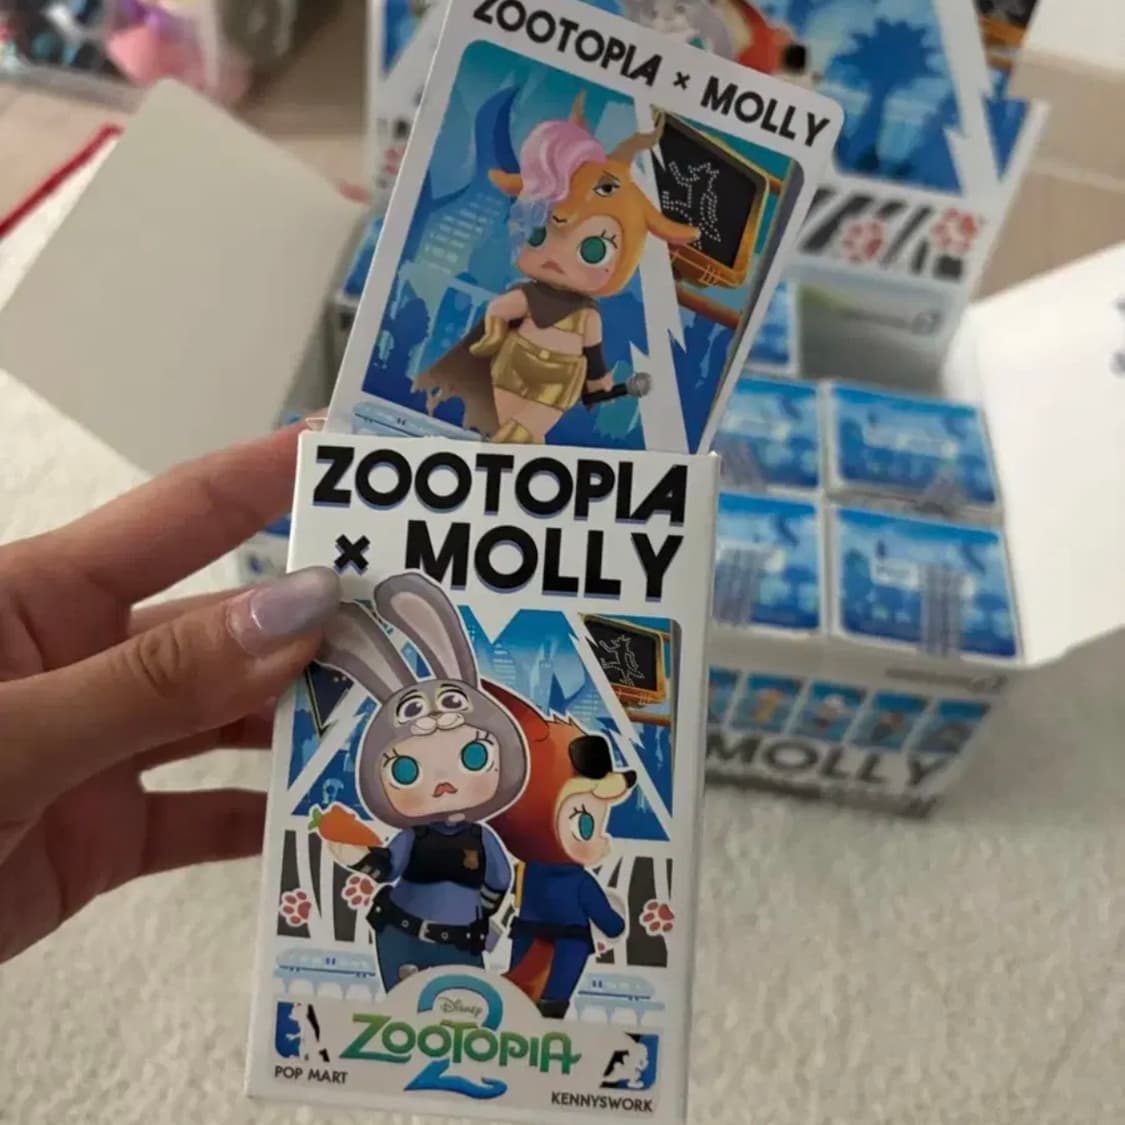 ZOOTOPIA × MOLLY
ZOOTOPIA
× MOLLY
Disney
ZOOTOPIA
2
POP MART
KENNYSWORK
MOLLY